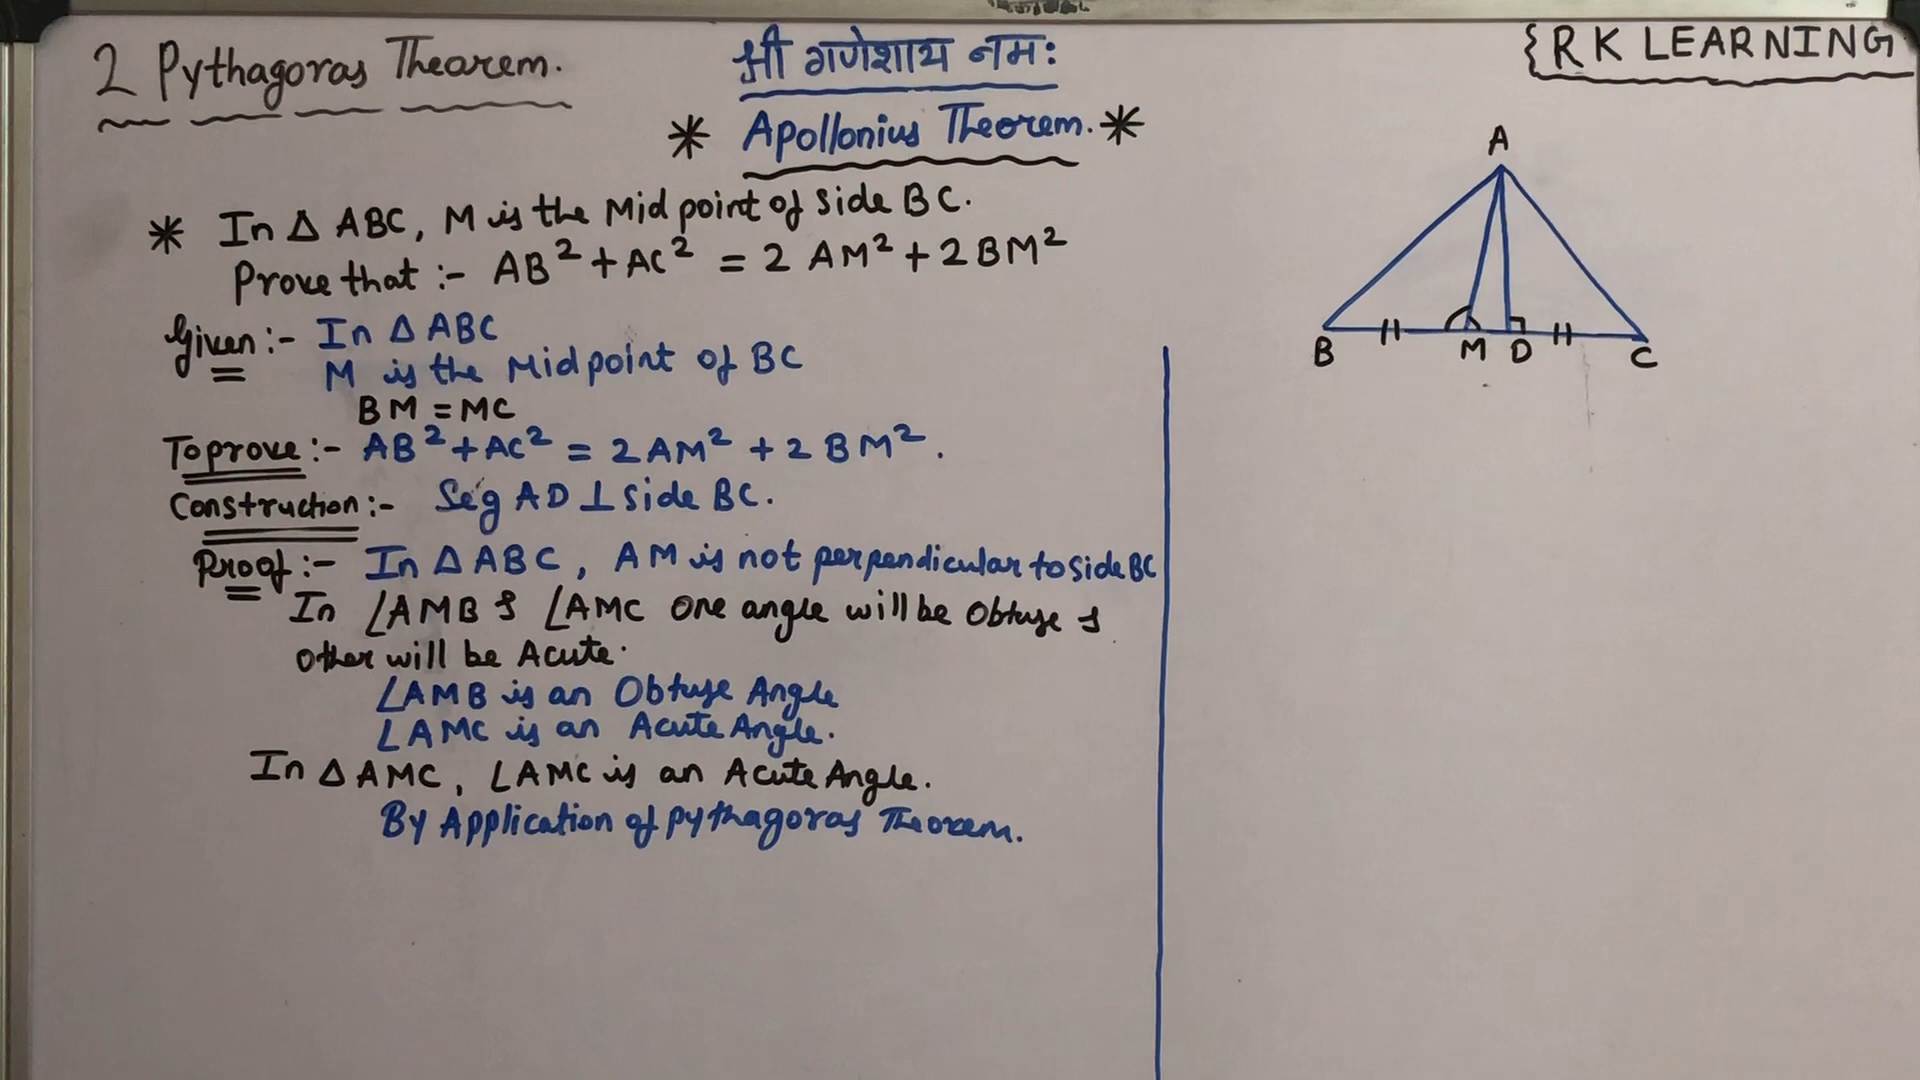 2 Pythagoras Thearem.
श्री गणेशाय नमः
{RK LEARNING
* Apollonius Theorem. *
* In Δ ABC, M is the Mid point of side BC.
Prove that :- AB² + AC² = 2 AM² + 2 BM²
Given :- In Δ ABC
M is the Midpoint of BC
BM = MC
To prove :- AB² + AC² = 2 AM² + 2 BM².
Construction :- Seg AD ⊥ side BC.
Proof :- In Δ ABC, AM is not perpendicular to side BC
In ∠AMB & ∠AMC one angle will be Obtuse &
other will be Acute.
∠AMB is an Obtuse Angle
∠AMC is an Acute Angle.
In Δ AMC, ∠AMC is an Acute Angle.
By Application of pythagoras Theorem.
A
B M D C